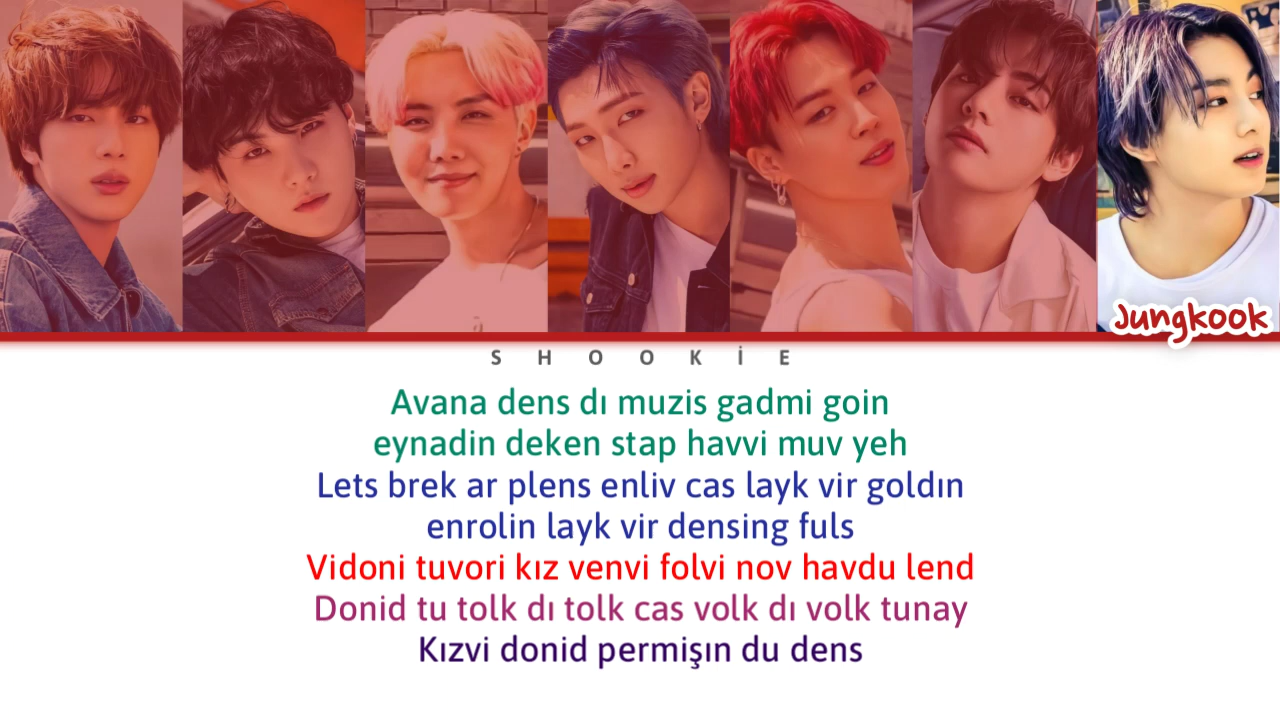 Jungkook
S H O O K İ E
Avana dens dı muzis gadmi goin
eynadin deken stap havvi muv yeh
Lets brek ar plens enliv cas layk vir goldın
enrolin layk vir densing fuls
Vidoni tuvori kız venvi folvi nov havdu lend
Donid tu tolk dı tolk cas volk dı volk tunay
Kızvi donid permişın du dens